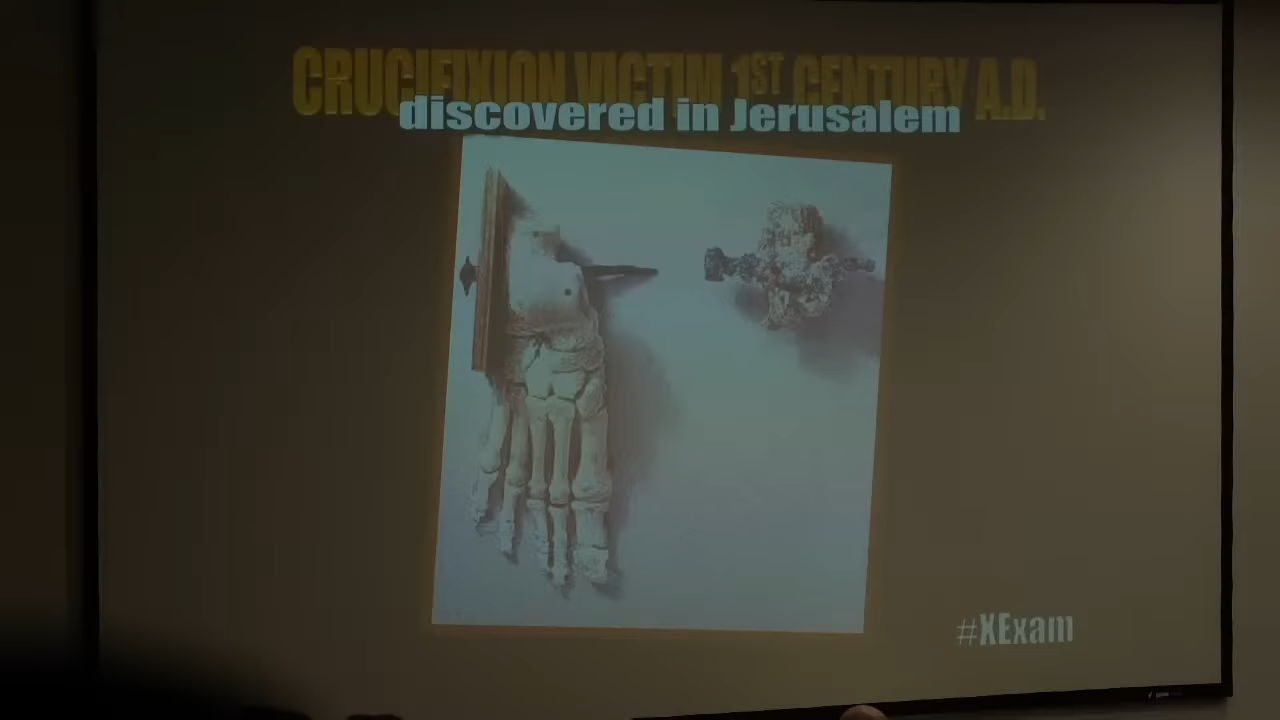 CRUCIFIXION VICTIM 1ST CENTURY A.D.
discovered in Jerusalem
#XExam